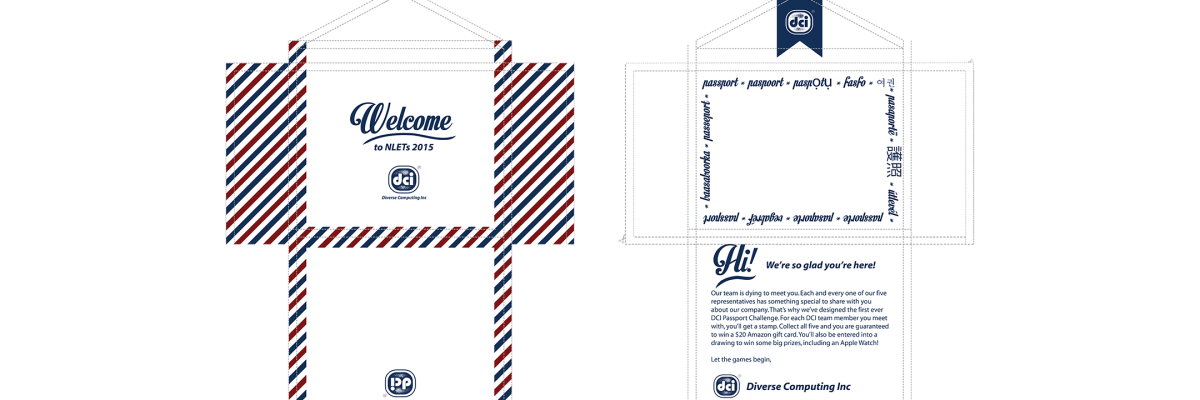 Welcome
to NLETs 2015
dci
Diverse Computing Inc
dci
dci
passport * paspoort *
* fasfo * 여권
* passaporte *
護照
*
passeport *
* passaporte * passaporte *
passport
Hi! We're so glad you're here!
Our team is dying to meet you. Each and every one of our five
representatives has something special to share with you
about our company. That's why we've designed the first ever
DCI Passport Challenge. For each DCI team member you meet
with, you'll get a stamp. Collect all five and you are guaranteed
to win a $20 Amazon gift card. You'll also be entered into a
drawing to win some big prizes, including an Apple Watch!
Let the games begin,
dci Diverse Computing Inc